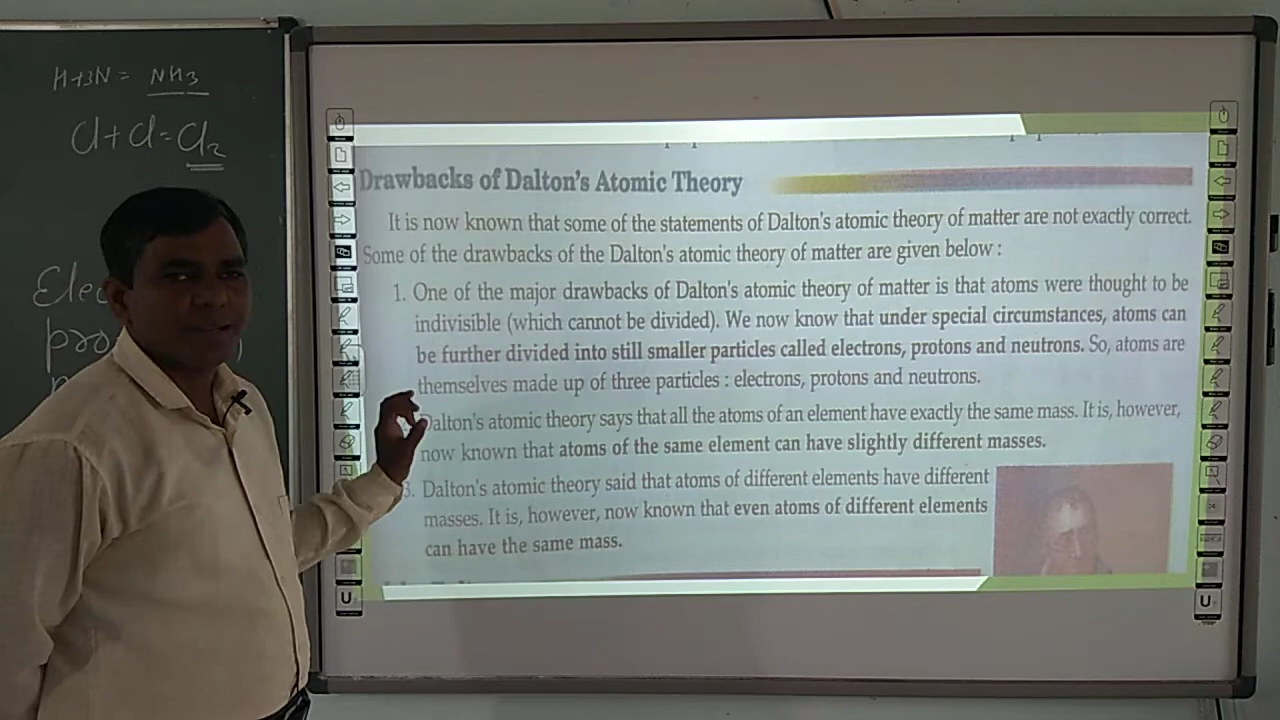 H+3N = NH3
Cl+Cl=Cl2
Drawbacks of Dalton's Atomic Theory
It is now known that some of the statements of Dalton's atomic theory of matter are not exactly correct.
Some of the drawbacks of the Dalton's atomic theory of matter are given below :
1. One of the major drawbacks of Dalton's atomic theory of matter is that atoms were thought to be
indivisible (which cannot be divided). We now know that under special circumstances, atoms can
be further divided into still smaller particles called electrons, protons and neutrons. So, atoms are
themselves made up of three particles : electrons, protons and neutrons.
Dalton's atomic theory says that all the atoms of an element have exactly the same mass. It is, however,
now known that atoms of the same element can have slightly different masses.
3. Dalton's atomic theory said that atoms of different elements have different
masses. It is, however, now known that even atoms of different elements
can have the same mass.
U
U